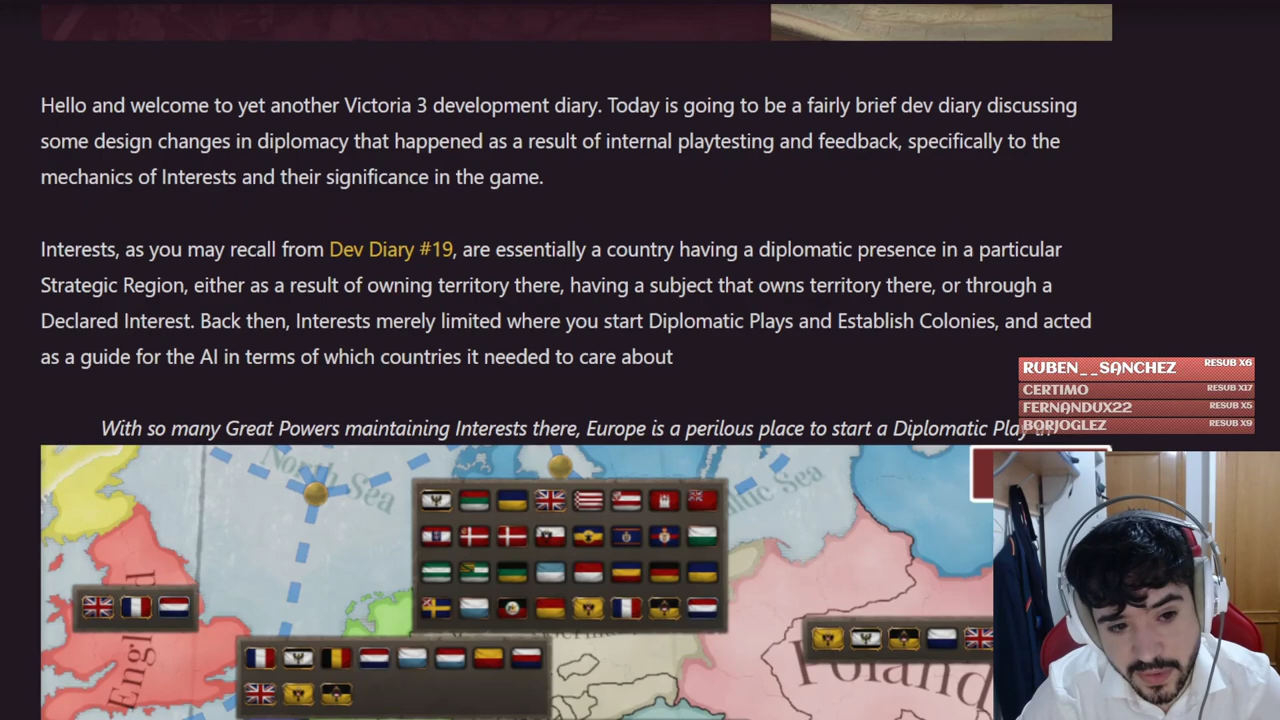 Hello and welcome to yet another Victoria 3 development diary. Today is going to be a fairly brief dev diary discussing
some design changes in diplomacy that happened as a result of internal playtesting and feedback, specifically to the
mechanics of Interests and their significance in the game.
Interests, as you may recall from Dev Diary #19, are essentially a country having a diplomatic presence in a particular
Strategic Region, either as a result of owning territory there, having a subject that owns territory there, or through a
Declared Interest. Back then, Interests merely limited where you start Diplomatic Plays and Establish Colonies, and acted
as a guide for the AI in terms of which countries it needed to care about
RUBEN__SANCHEZ RESUB X6
CERTIMO RESUB X17
FERNANDUX22 RESUB X5
BORJOGLEZ RESUB X9
With so many Great Powers maintaining Interests there, Europe is a perilous place to start a Diplomatic Play in
North Sea
Sea
England
Poland